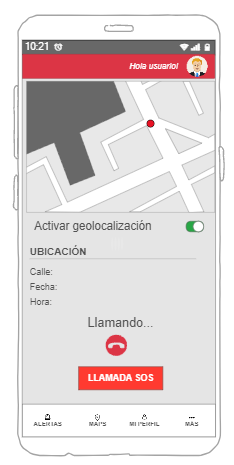 10:21
Hola usuario!
Activar geolocalización
UBICACIÓN
Calle:
Fecha:
Hora:
Llamando...
LLAMADA SOS
ALERTAS MAPS MI PERFIL MÁS